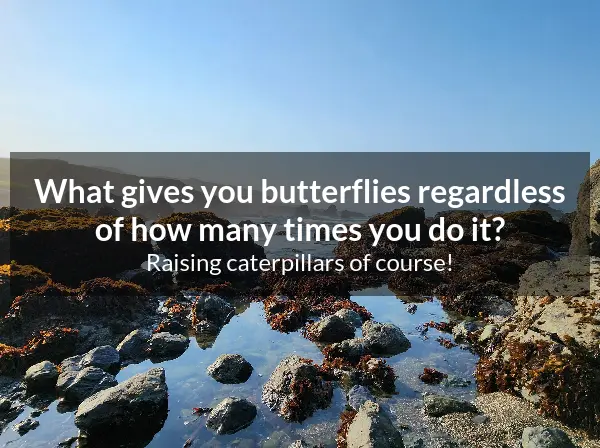 What gives you butterflies regardless
of how many times you do it?
Raising caterpillars of course!